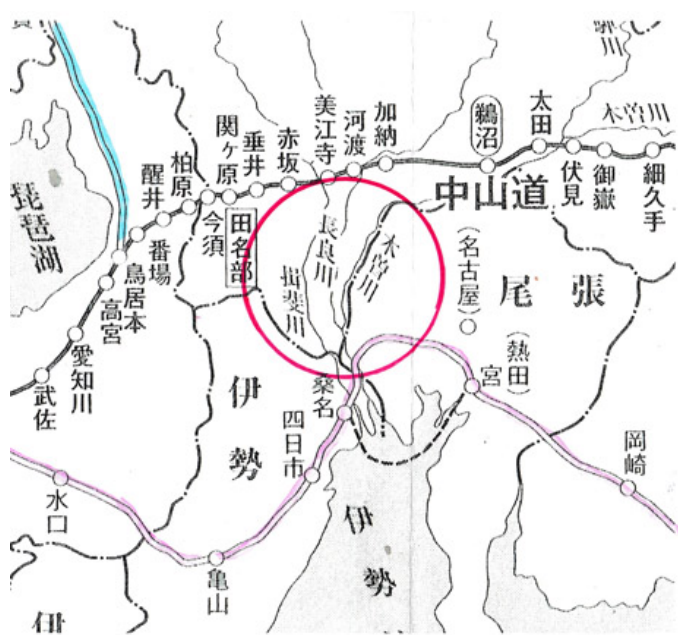 琵琶湖
武佐
愛知川
高宮
鳥居本
番場
醒井
柏原
今須
関ヶ原
垂井
赤坂
美江寺
河渡
加納
鵜沼
太田
伏見
御嶽
細久手
木曽川
中山道
田名部
揖斐川
長良川
木曽川
(名古屋)
尾張
(熱田)
宮
岡崎
伊勢
桑名
四日市
亀山
水口
伊勢
伊